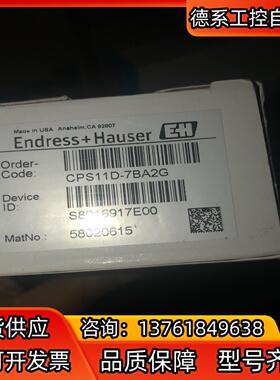 德系工控自
Made in USA Anaheim, CA 92807
Endress+Hauser
EH
Order-
Code: CPS11D-7BA2G
Device
ID: S8016917E00
MatNo: 58020615
货供应 咨询：13761849638
可开发票 品质保障 型号齐